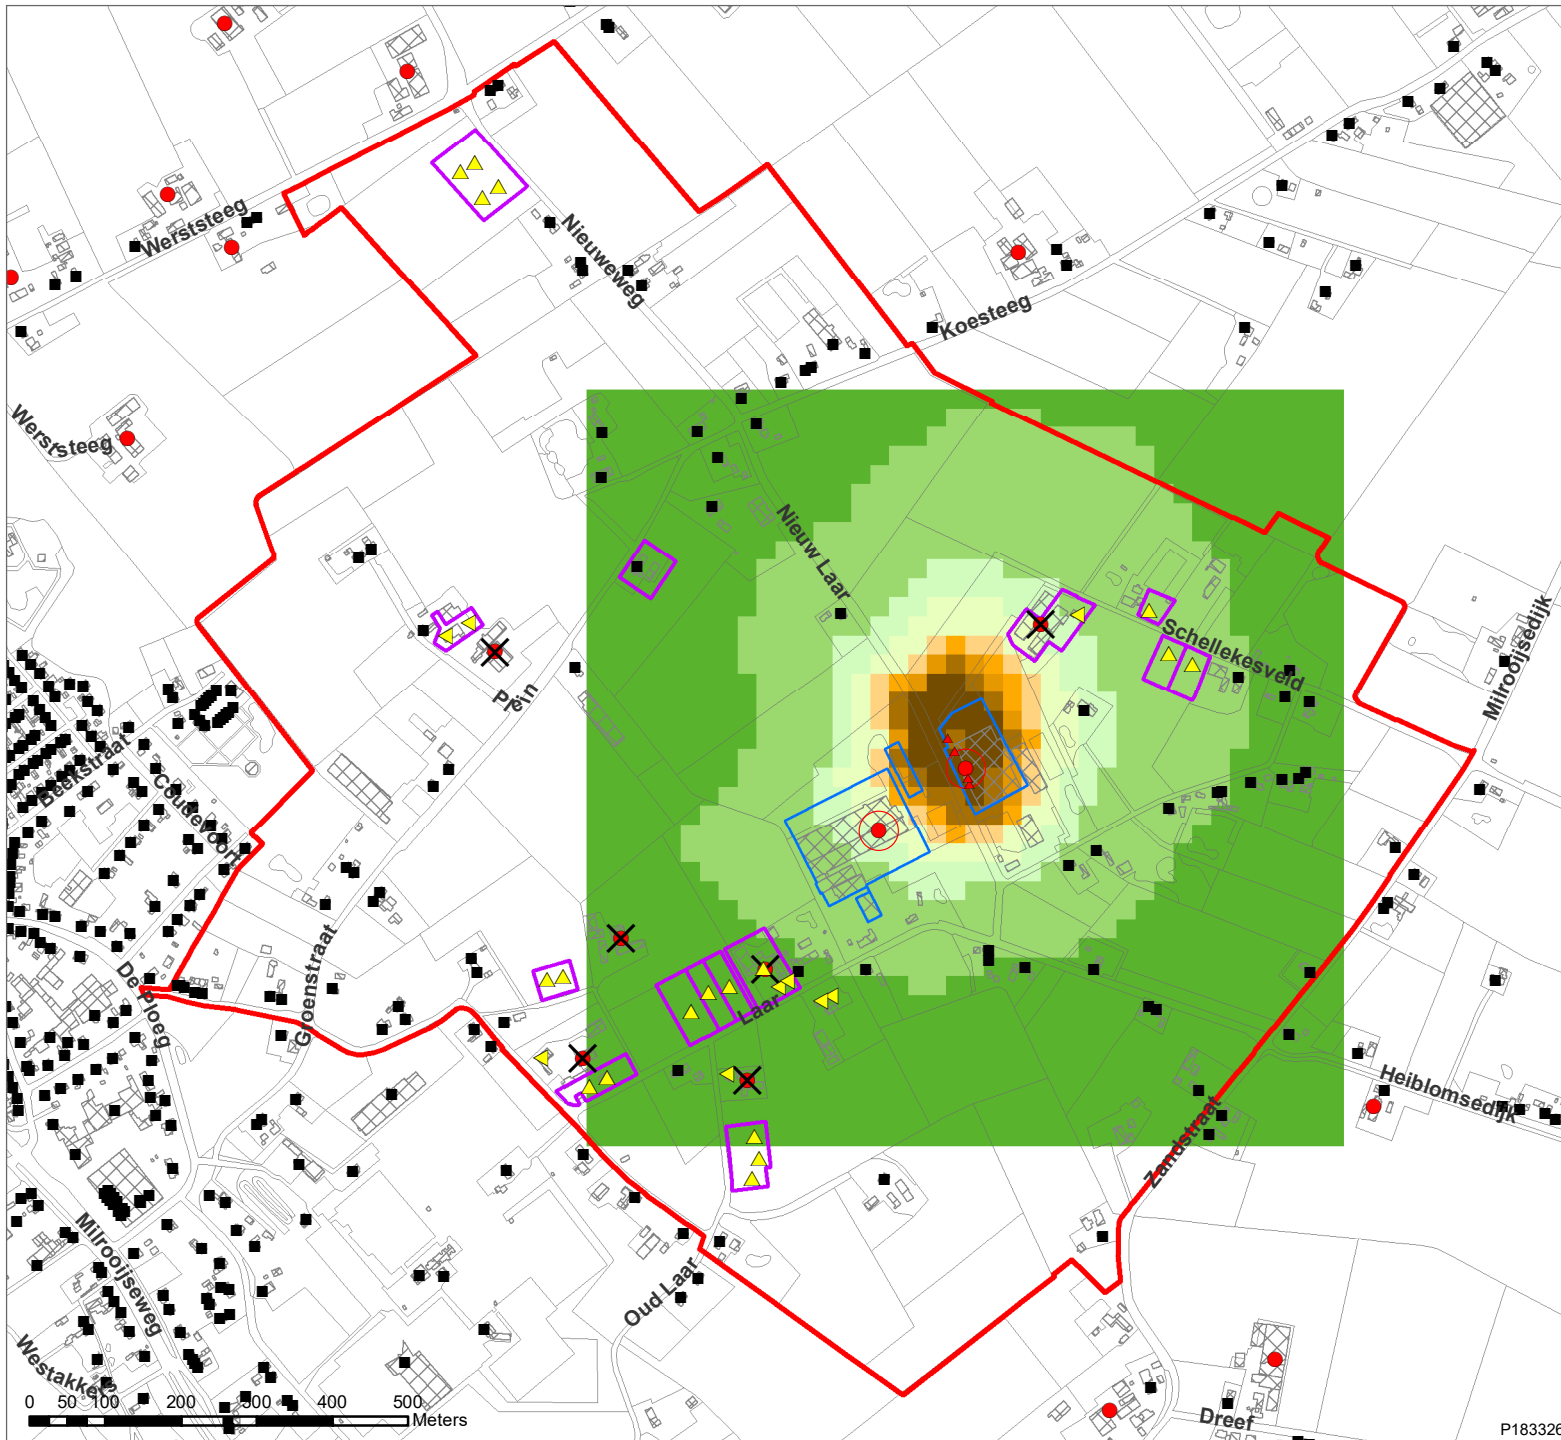 Werststeeg
Nieuweweg
Koesteeg
Werststeeg
Nieuw Laar
Schellekesveld
Milrooijsedijk
Plein
Beekstraat
Coudevoort
De Ploeg
Groenstraat
Laar
Heiblomsedijk
Zandstraat
Milrooijseweg
Oud Laar
Westakkers
0 50 100 200 300 400 500
Meters
Dreef
P183326